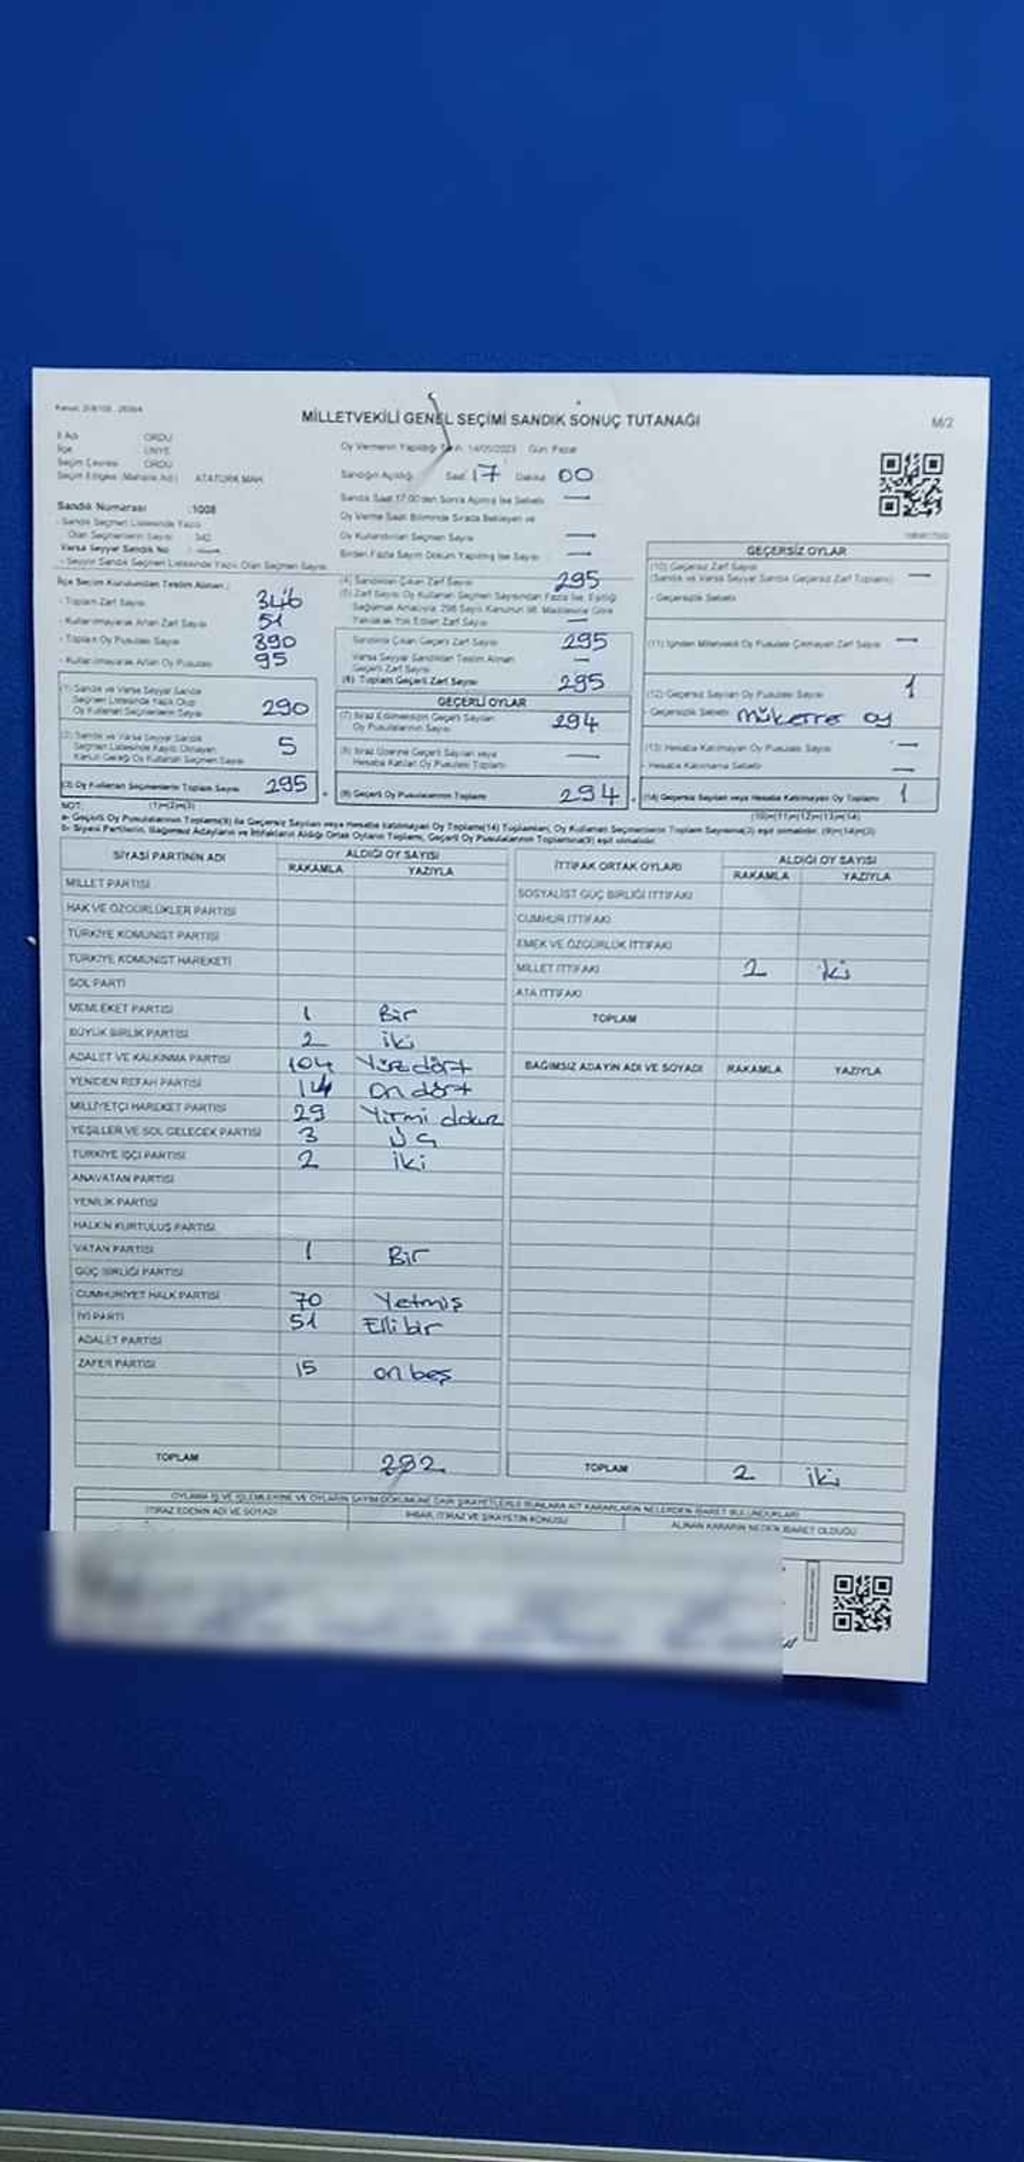 MİLLETVEKİLİ GENEL SEÇİMİ SANDIK SONUÇ TUTANAĞI
M/2
İl Adı ORDU
İlçe ÜNYE
Seçim Çevresi ORDU
ATATÜRK MAH
Sandık Numarası :1008
- Sandık Seçmen Listesinde Yazılı
Olan Seçmenlerin Sayısı 342
Varsa Seyyar Sandık No : —
- Seyyar Sandık Seçmen Listesinde Yazılı Olan Seçmen Sayısı
İlçe Seçim Kurulundan Teslim Alınan ;
- Toplam Zarf Sayısı 346
- Kullanılmayarak Artan Zarf Sayısı 51
- Toplam Oy Pusulası Sayısı 390
- Kullanılmayarak Artan Oy Pusulası 95
(1) Sandık ve Varsa Seyyar Sandık
Seçmen Listesinde Yazılı Olup
Oy Kullanan Seçmenlerin Sayısı 290
(2) Sandık ve Varsa Seyyar Sandık
Seçmen Listesinde Kayıtlı Olmayan
Kanun Gereği Oy Kullanan Seçmen Sayısı 5
(3) Oy Kullanan Seçmenlerin Toplam Sayısı 295
Oy Vermenin Yapıldığı 14/05/2023 Gün: Pazar
Sandığın Açıldığı Saat 17 Dakika 00
Sandık Saat 17:00'den Sonra Açılmış İse Sebebi —
Oy Verme Saati Bitiminde Sırada Bekleyen ve
Oy Kullandırılan Seçmen Sayısı —
Birden Fazla Sayım Döküm Yapılmış İse Sayısı —
(4) Sandıktan Çıkan Zarf Sayısı 295
(5) Zarf Sayısı Oy Kullanan Seçmen Sayısından Fazla İse, Eşitliği
Sağlamak Amacıyla 298 Sayılı Kanunun 98. Maddesine Göre
Yakılarak Yok Edilen Zarf Sayısı —
Sandıkta Çıkan Geçerli Zarf Sayısı 295
Varsa Seyyar Sandıktan Teslim Alınan
Geçerli Zarf Sayısı —
(6) Toplam Geçerli Zarf Sayısı 295
GEÇERLİ OYLAR
(7) İtiraz Edilmeksizin Geçerli Sayılan
Oy Pusulalarının Sayısı 294
(8) İtiraz Üzerine Geçerli Sayılan veya
Hesaba Katılan Oy Pusulası Toplamı —
(9) Geçerli Oy Pusulalarının Toplamı 294
GEÇERSİZ OYLAR
(10) Geçersiz Zarf Sayısı
(Sandık ve Varsa Seyyar Sandık Geçersiz Zarf Toplamı) —
- Geçersizlik Sebebi
(11) İçinden Milletvekili Oy Pusulası Çıkmayan Zarf Sayısı —
(12) Geçersiz Sayılan Oy Pusulası Sayısı 1
- Geçersizlik Sebebi mükerre oy
(13) Hesaba Katılmayan Oy Pusulası Sayısı —
- Hesaba Katılmama Sebebi —
(14) Geçersiz Sayılan veya Hesaba Katılmayan Oy Toplamı 1
NOT: (1)+(2)=(3) (10)+(11)+(12)+(13)=(14)
a- Geçerli Oy Pusulalarının Toplamı(9) ile Geçersiz Sayılan veya Hesaba Katılmayan Oy Toplamı(14) Toplamları, Oy Kullanan Seçmenlerin Toplam Sayısına(3) eşit olmalıdır. (9)+(14)=(3)
b- Siyasi Partilerin, Bağımsız Adayların ve İttifakların Aldığı Ortak Oyların Toplamı, Geçerli Oy Pusulalarının Toplamına(9) eşit olmalıdır.
SİYASİ PARTİNİN ADI ALDIĞI OY SAYISI
RAKAMLA YAZIYLA
MİLLET PARTİSİ
HAK VE ÖZGÜRLÜKLER PARTİSİ
TÜRKİYE KOMÜNİST PARTİSİ
TÜRKİYE KOMÜNİST HAREKETİ
SOL PARTİ
MEMLEKET PARTİSİ 1 Bir
BÜYÜK BİRLİK PARTİSİ 2 iki
ADALET VE KALKINMA PARTİSİ 104 Yüzdört
YENİDEN REFAH PARTİSİ 14 On dört
MİLLİYETÇİ HAREKET PARTİSİ 29 Yirmi dokuz
YEŞİLLER VE SOL GELECEK PARTİSİ 3 Üç
TÜRKİYE İŞÇİ PARTİSİ 2 iki
ANAVATAN PARTİSİ
YENİLİK PARTİSİ
HALKIN KURTULUŞ PARTİSİ
VATAN PARTİSİ 1 Bir
GÜÇ BİRLİĞİ PARTİSİ
CUMHURİYET HALK PARTİSİ 70 Yetmiş
İYİ PARTİ 51 Elli bir
ADALET PARTİSİ
ZAFER PARTİSİ 15 on beş
TOPLAM 292
İTTİFAK ORTAK OYLARI ALDIĞI OY SAYISI
RAKAMLA YAZIYLA
SOSYALİST GÜÇ BİRLİĞİ İTTİFAKI
CUMHUR İTTİFAKI
EMEK VE ÖZGÜRLÜK İTTİFAKI
MİLLET İTTİFAKI 2 iki
ATA İTTİFAKI
TOPLAM
BAĞIMSIZ ADAYIN ADI VE SOYADI RAKAMLA YAZIYLA
TOPLAM 2 iki
OYLAMA İŞ VE İŞLEMLERİNE VE OYLARIN SAYIM DÖKÜMÜNE DAİR ŞİKAYETLERLE BUNLARA AİT KARARLARIN NELERDEN İBARET BULUNDUKLARI
İTİRAZ EDENİN ADI VE SOYADI
İHBAR, İTİRAZ VE ŞİKAYETİN KONUSU
ALINAN KARARIN NEDEN İBARET OLDUĞU